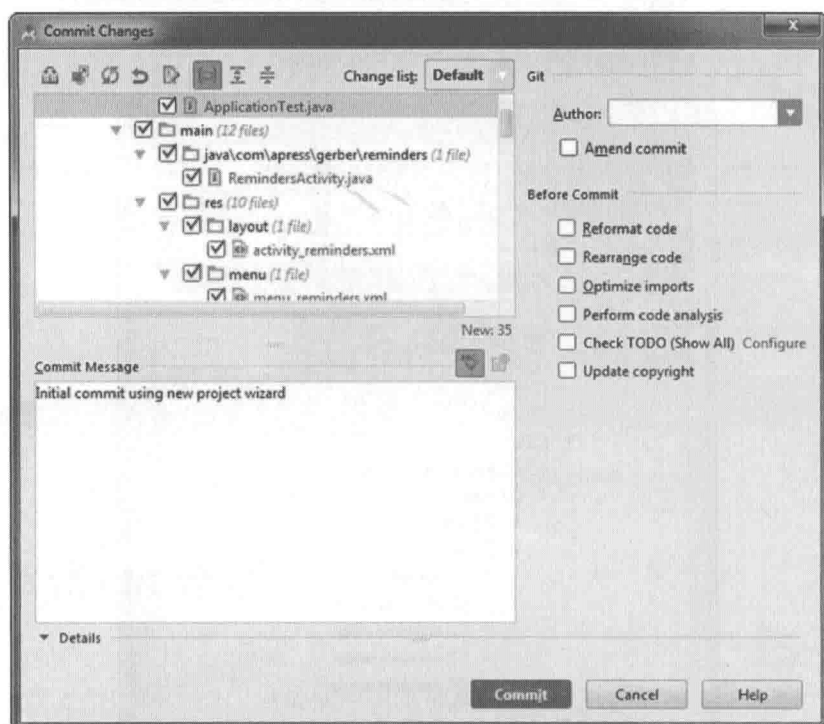 Commit Changes
Change list: Default
ApplicationTest.java
main (12 files)
java\com\apress\gerber\reminders (1 file)
RemindersActivity.java
res (10 files)
layout (1 file)
activity_reminders.xml
menu (1 file)
menu_reminders.xml
New: 35
Commit Message
Initial commit using new project wizard
Details
Git
Author:
Amend commit
Before Commit
Reformat code
Rearrange code
Optimize imports
Perform code analysis
Check TODO (Show All) Configure
Update copyright
Commit Cancel Help